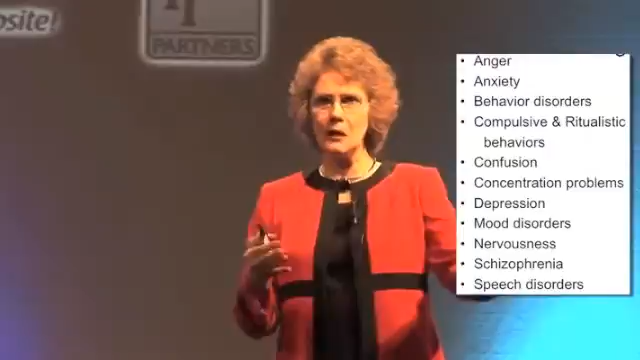 osite!
PARTNERS
• Anger
• Anxiety
• Behavior disorders
• Compulsive & Ritualistic
behaviors
• Confusion
• Concentration problems
• Depression
• Mood disorders
• Nervousness
• Schizophrenia
• Speech disorders